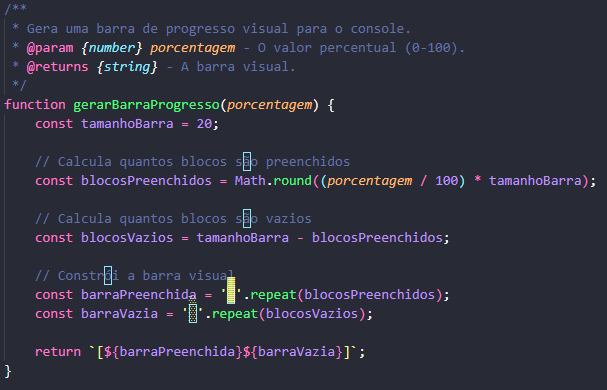 /**
 * Gera uma barra de progresso visual para o console.
 * @param {number} porcentagem - O valor percentual (0-100).
 * @returns {string} - A barra visual.
 */
function gerarBarraProgresso(porcentagem) {
    const tamanhoBarra = 20;

    // Calcula quantos blocos são preenchidos
    const blocosPreenchidos = Math.round((porcentagem / 100) * tamanhoBarra);

    // Calcula quantos blocos são vazios
    const blocosVazios = tamanhoBarra - blocosPreenchidos;

    // Constrói a barra visual
    const barraPreenchida = '█'.repeat(blocosPreenchidos);
    const barraVazia = '░'.repeat(blocosVazios);

    return `[${barraPreenchida}${barraVazia}]`;
}